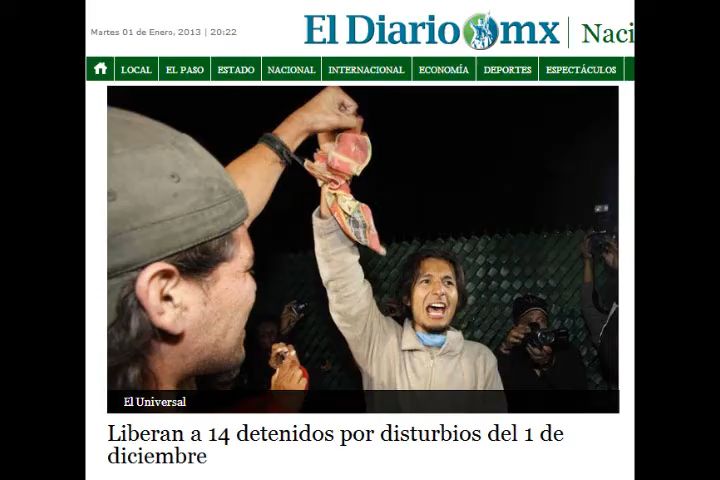 Martes 01 de Enero, 2013 | 20:22
El Diario mx
LOCAL EL PASO ESTADO NACIONAL INTERNACIONAL ECONOMÍA DEPORTES ESPECTÁCULOS
El Universal
Liberan a 14 detenidos por disturbios del 1 de
diciembre